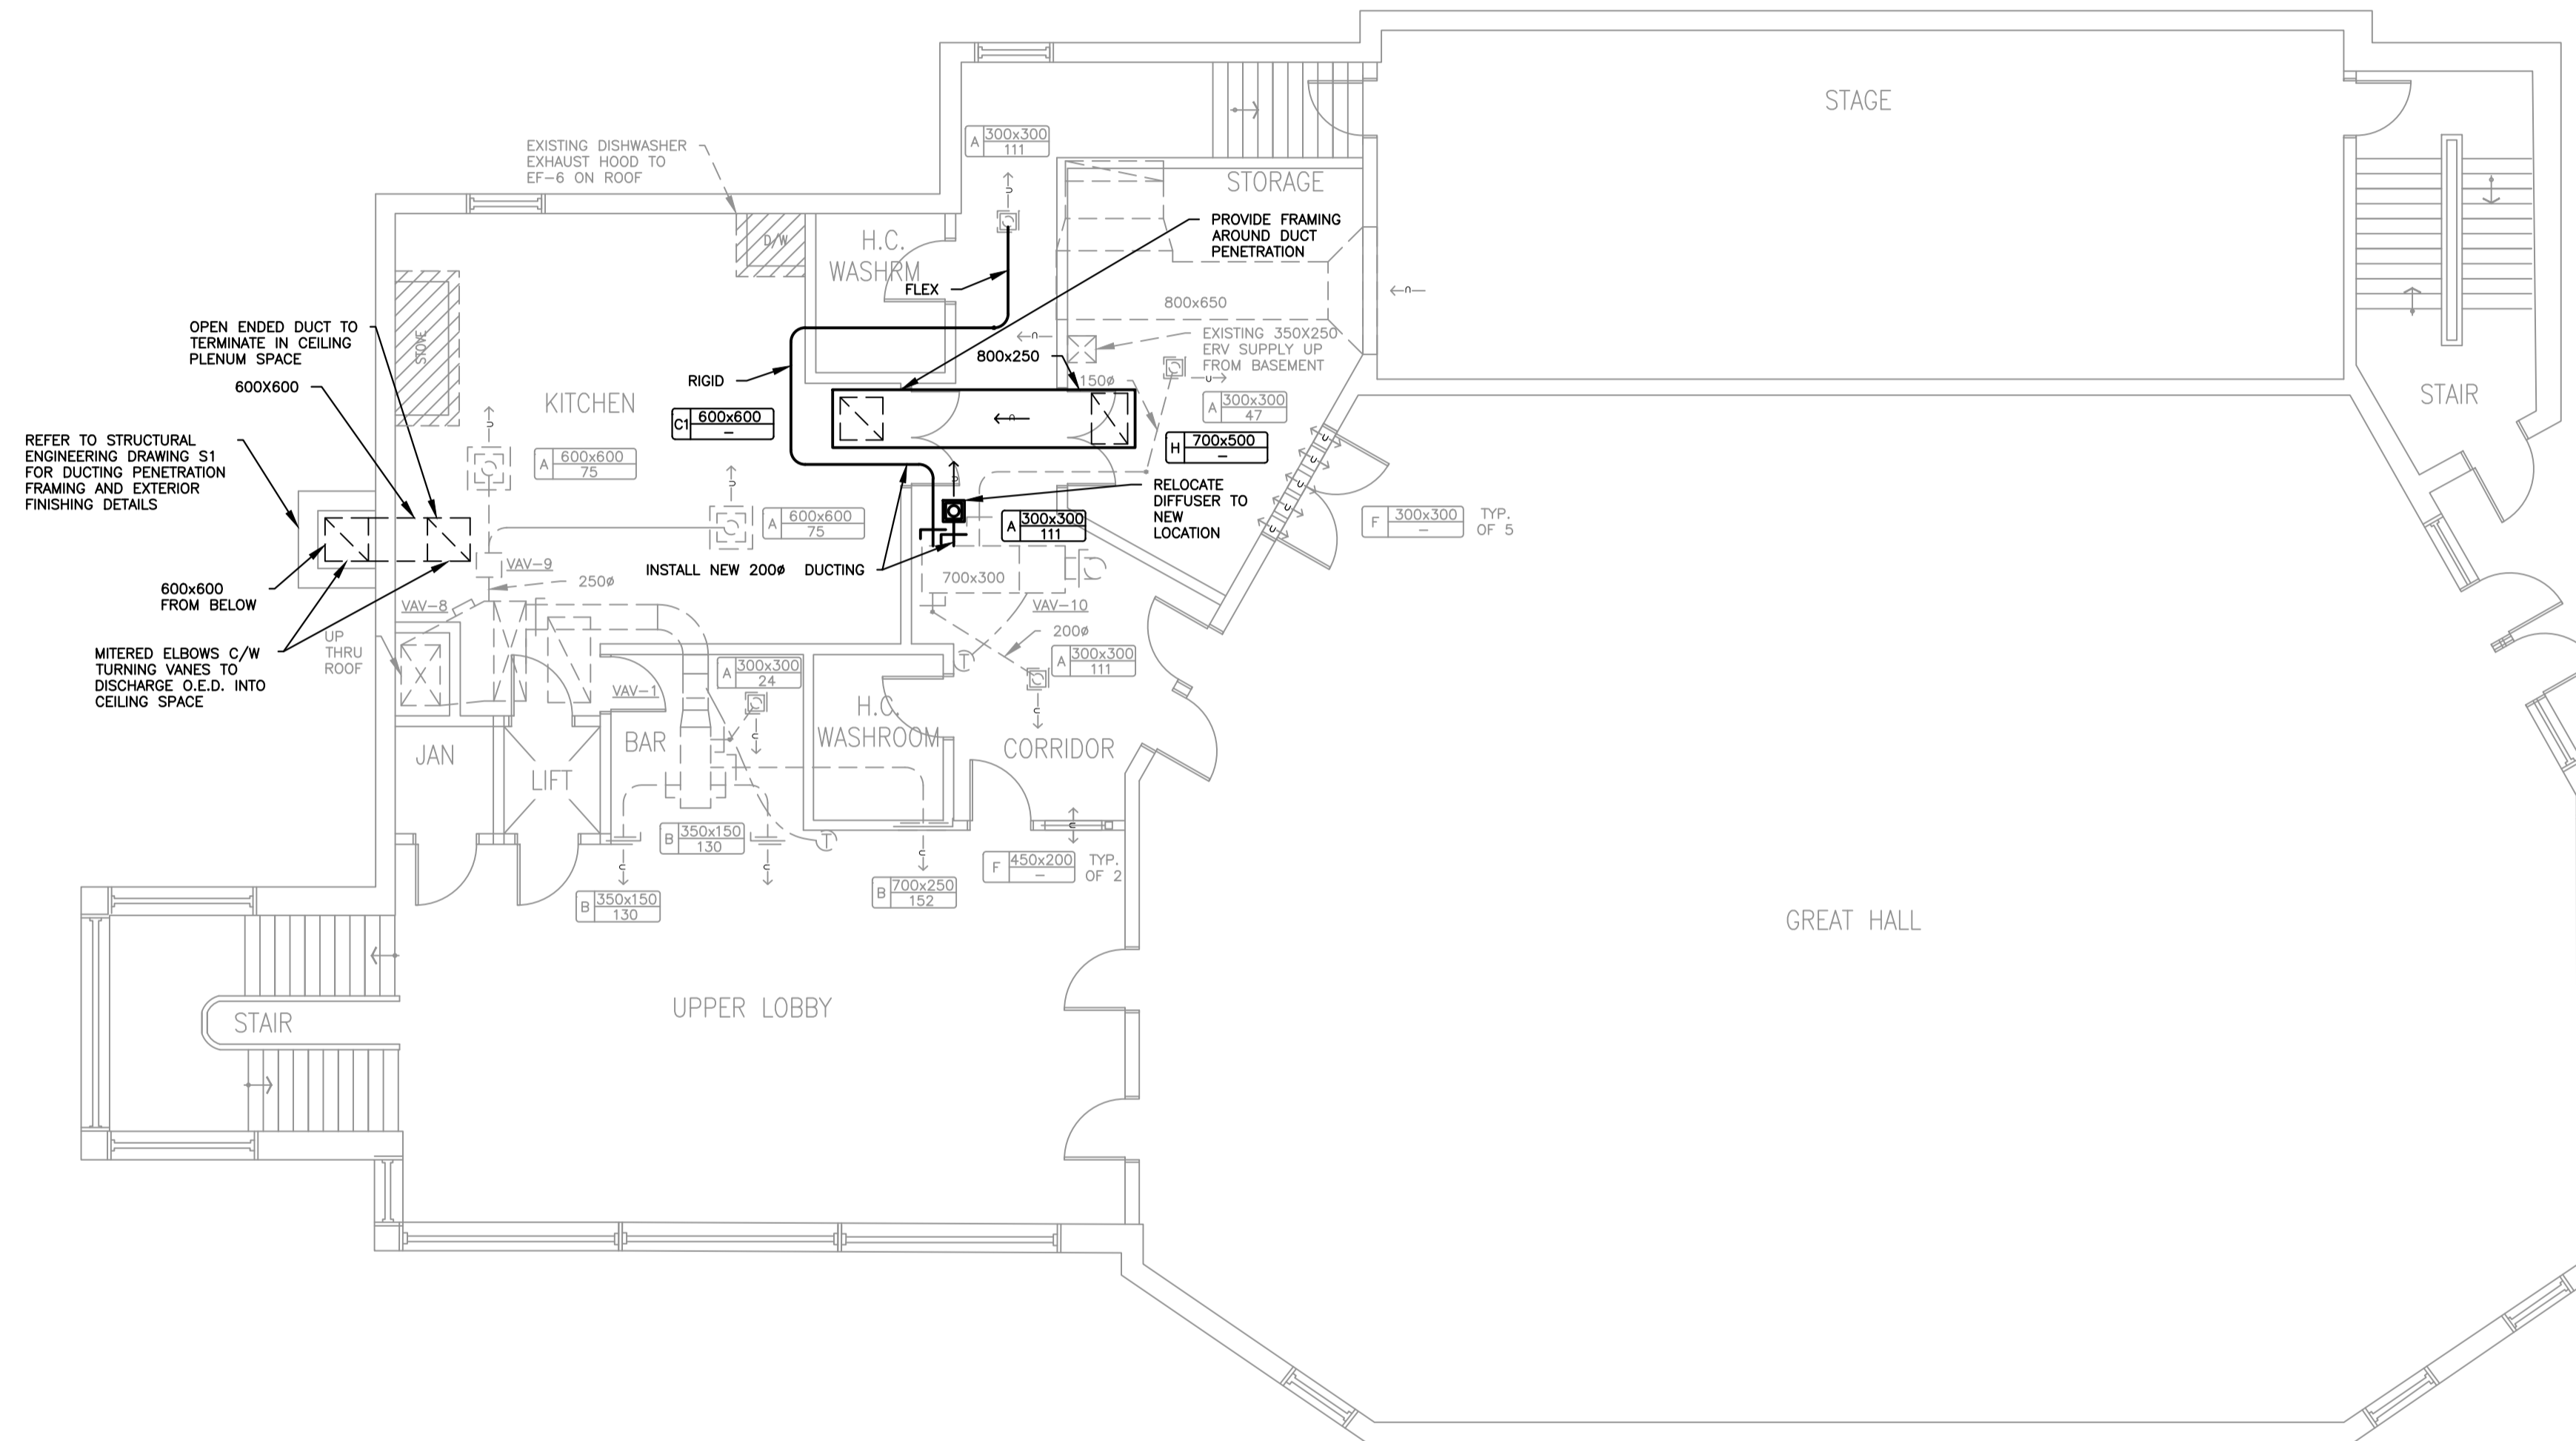 STAGE
A 300x300
111
EXISTING DISHWASHER
EXHAUST HOOD TO
EF-6 ON ROOF
STORAGE
PROVIDE FRAMING
AROUND DUCT
PENETRATION
D/W
H.C.
WASHRM
FLEX
800x650
OPEN ENDED DUCT TO
TERMINATE IN CEILING
PLENUM SPACE
STOVE
EXISTING 350X250
ERV SUPPLY UP
FROM BASEMENT
800x250
600X600
RIGID
150ø
KITCHEN
STAIR
A 300x300
47
C1 600x600
–
H 700x500
–
REFER TO STRUCTURAL
ENGINEERING DRAWING S1
FOR DUCTING PENETRATION
FRAMING AND EXTERIOR
FINISHING DETAILS
A 600x600
75
RELOCATE
DIFFUSER TO
NEW
LOCATION
A 600x600
75
A 300x300
111
F 300x300
–
TYP.
OF 5
VAV-9
INSTALL NEW 200ø DUCTING
250ø
700x300
600x600
FROM BELOW
VAV-8
VAV-10
UP
THRU
ROOF
200ø
MITERED ELBOWS C/W
TURNING VANES TO
DISCHARGE O.E.D. INTO
CEILING SPACE
A 300x300
24
A 300x300
111
T
VAV-1
H.C.
WASHROOM
JAN
BAR
CORRIDOR
LIFT
B 350x150
130
T
F 450x200
–
TYP.
OF 2
B 350x150
130
B 700x250
152
GREAT HALL
UPPER LOBBY
STAIR